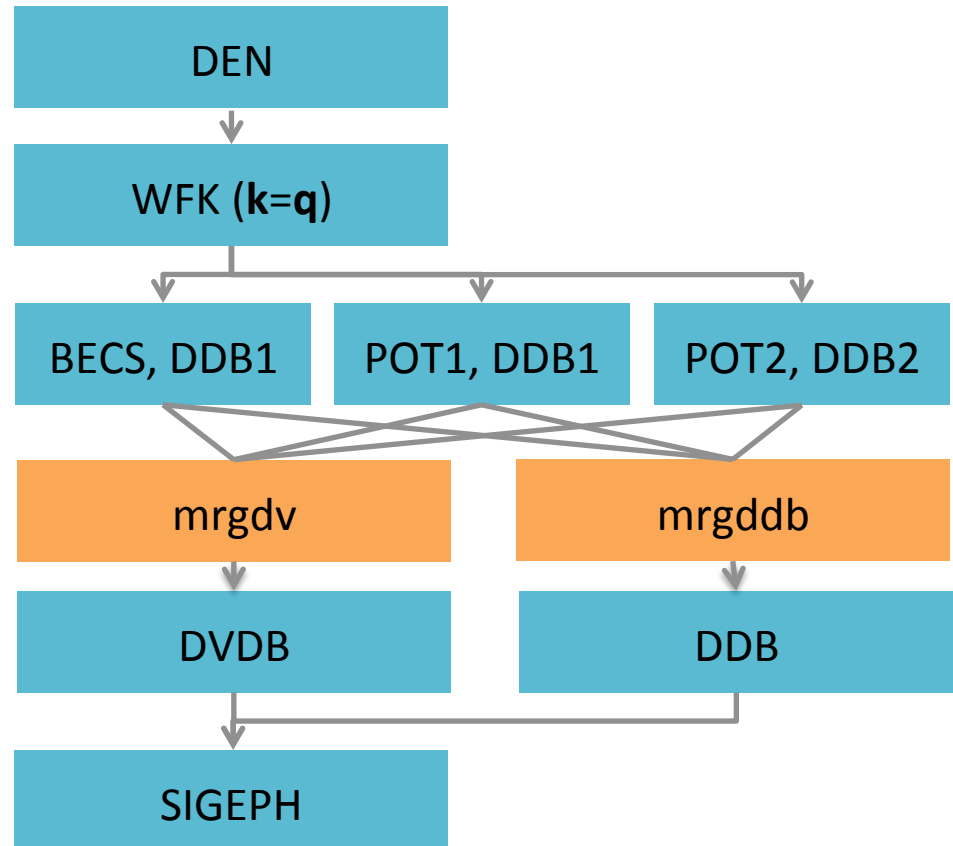 DEN
WFK (k=q)
BECS, DDB1
POT1, DDB1
POT2, DDB2
mrgdv
mrgddb
DVDB
DDB
SIGEPH